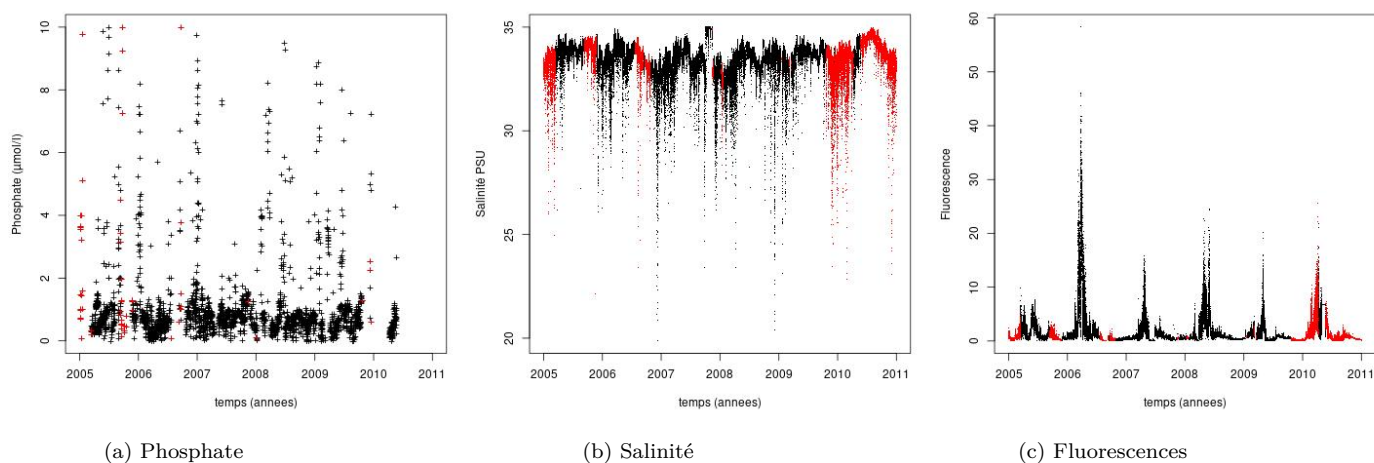 Phosphate (µmol/l)
0 2 4 6 8 10
2005 2006 2007 2008 2009 2010 2011
temps (annees)
(a) Phosphate
Salinité PSU
20 25 30 35
2005 2006 2007 2008 2009 2010 2011
temps (annees)
(b) Salinité
Fluorescence
0 10 20 30 40 50 60
2005 2006 2007 2008 2009 2010 2011
temps (annees)
(c) Fluorescences